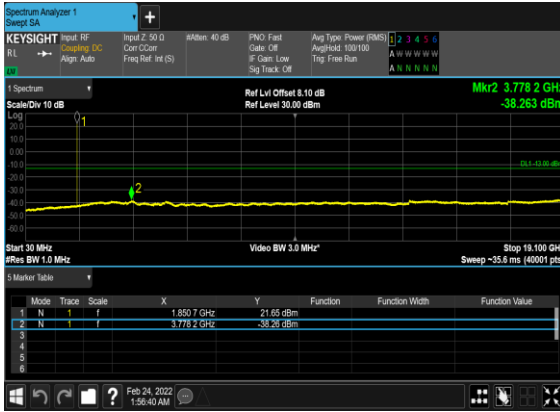 Spectrum Analyzer 1
Swept SA
+
KEYSIGHT Input: RF Input Z: 50 Ω #Atten: 40 dB PNO: Fast Avg Type: Power (RMS) 1 2 3 4 5 6
RL Coupling: DC Corr CCorr Gate: Off Avg|Hold: 100/100 A W W W W W
Align: Auto Freq Ref: Int (S) IF Gain: Low Trig: Free Run
Sig Track: Off A N N N N N
1 Spectrum Ref Lvl Offset 8.10 dB Mkr2 3.778 2 GHz
Scale/Div 10 dB Ref Level 30.00 dBm -38.263 dBm
Log
20.0
10.0
0.00
-10.0
DL1 -13.00 dBm
-20.0
-30.0
-40.0
-50.0
-60.0
1
2
Start 30 MHz Video BW 3.0 MHz* Stop 19.100 GHz
#Res BW 1.0 MHz Sweep ~35.6 ms (40001 pts)
5 Marker Table
Mode Trace Scale X Y Function Function Width Function Value
1 N 1 f 1.850 7 GHz 21.65 dBm
2 N 1 f 3.778 2 GHz -38.26 dBm
3
4
5
6
? Feb 24, 2022
1:56:40 AM